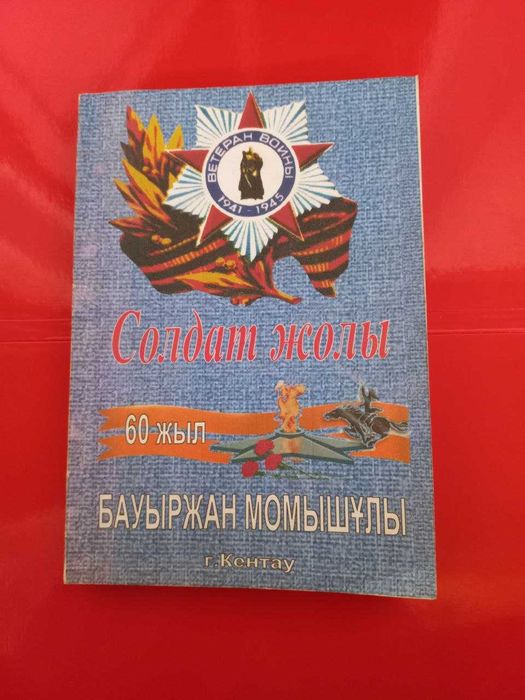 ВЕТЕРАН ВОЙНЫ
1941 - 1945
Солдат жолы
60 жыл
БАУЫРЖАН МОМЫШҰЛЫ
г.Кентау